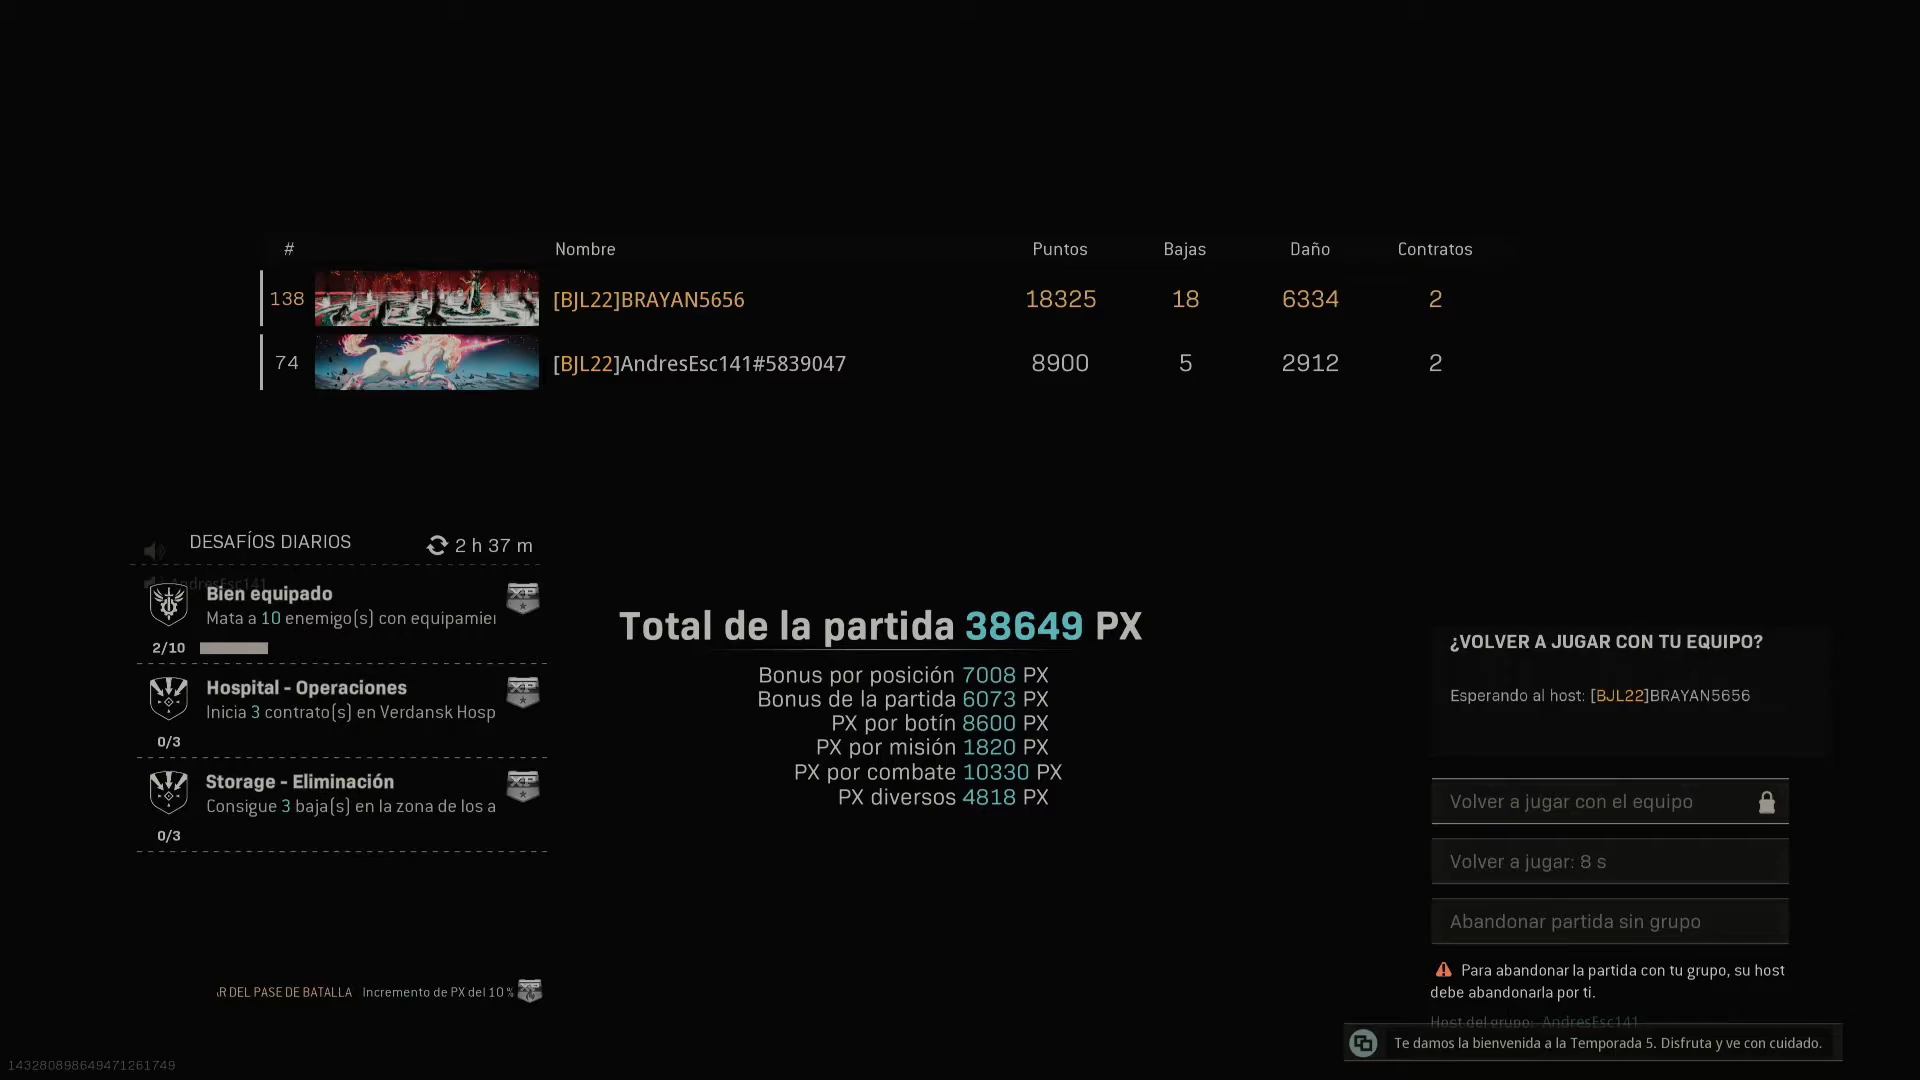 # Nombre Puntos Bajas Daño Contratos
138 [BJL22]BRAYAN5656 18325 18 6334 2
74 [BJL22]AndresEsc141#5839047 8900 5 2912 2
DESAFÍOS DIARIOS 2 h 37 m
AndresEsc141
Bien equipado
Mata a 10 enemigo(s) con equipamier
2/10
Hospital - Operaciones
Inicia 3 contrato(s) en Verdansk Hosp
0/3
Storage - Eliminación
Consigue 3 baja(s) en la zona de los a
0/3
Total de la partida 38649 PX
Bonus por posición 7008 PX
Bonus de la partida 6073 PX
PX por botín 8600 PX
PX por misión 1820 PX
PX por combate 10330 PX
PX diversos 4818 PX
¿VOLVER A JUGAR CON TU EQUIPO?
Esperando al host: [BJL22]BRAYAN5656
Volver a jugar con el equipo
Volver a jugar: 8 s
Abandonar partida sin grupo
Para abandonar la partida con tu grupo, su host
debe abandonarla por ti.
Host del grupo: AndresEsc141
Te damos la bienvenida a la Temporada 5. Disfruta y ve con cuidado.
R DEL PASE DE BATALLA Incremento de PX del 10 % XP
143280898649471261749